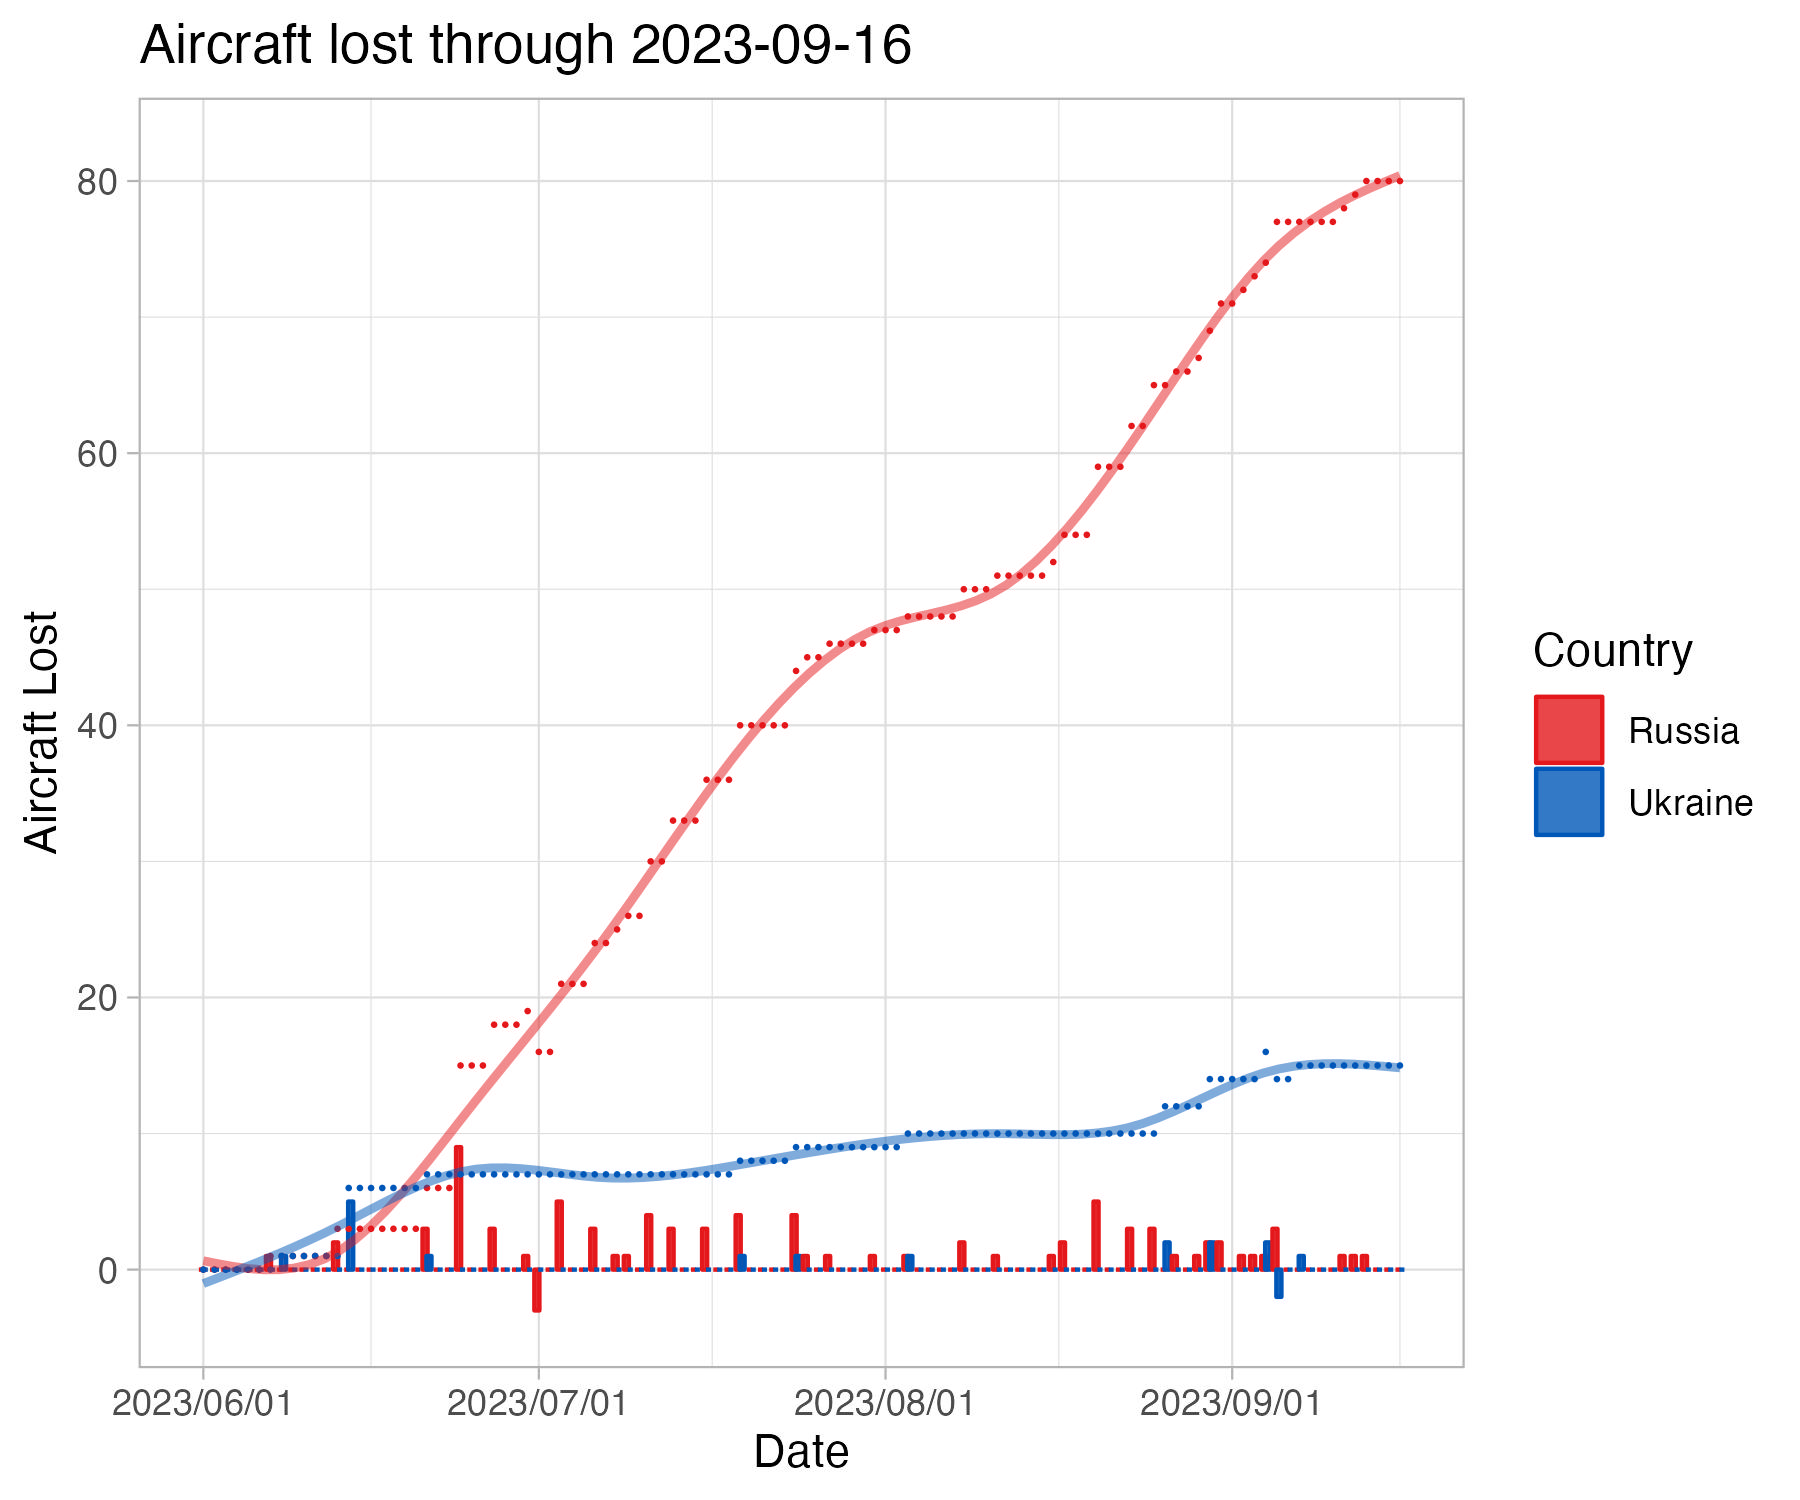 Aircraft lost through 2023-09-16
80
60
40
20
0
Aircraft Lost
2023/06/01
2023/07/01
2023/08/01
2023/09/01
Date
Country
Russia
Ukraine